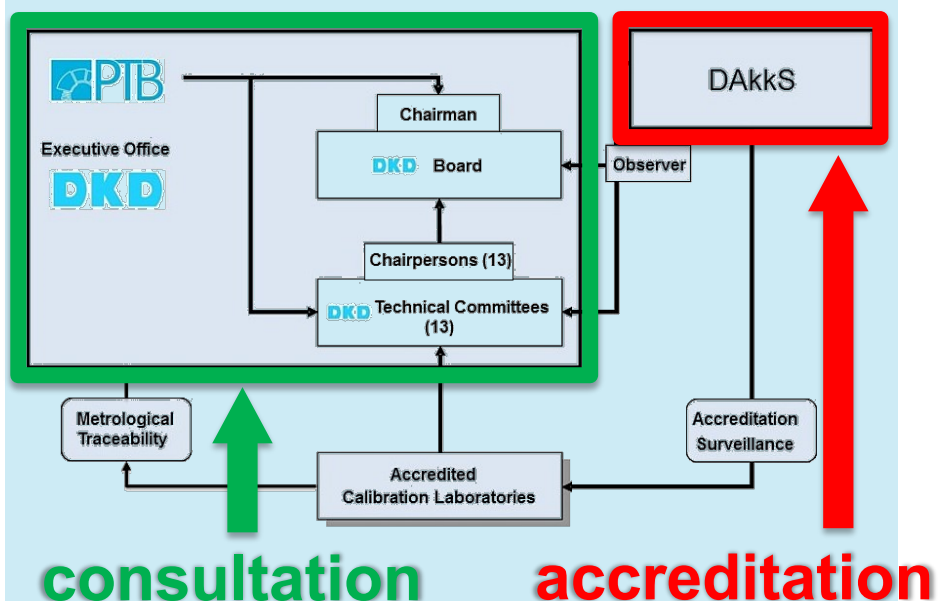 PTB
Executive Office
DKD
Chairman
DKD Board
Chairpersons (13)
DKD Technical Committees
(13)
DAkkS
Observer
Metrological
Traceability
Accredited
Calibration Laboratories
Accreditation
Surveillance
consultation
accreditation